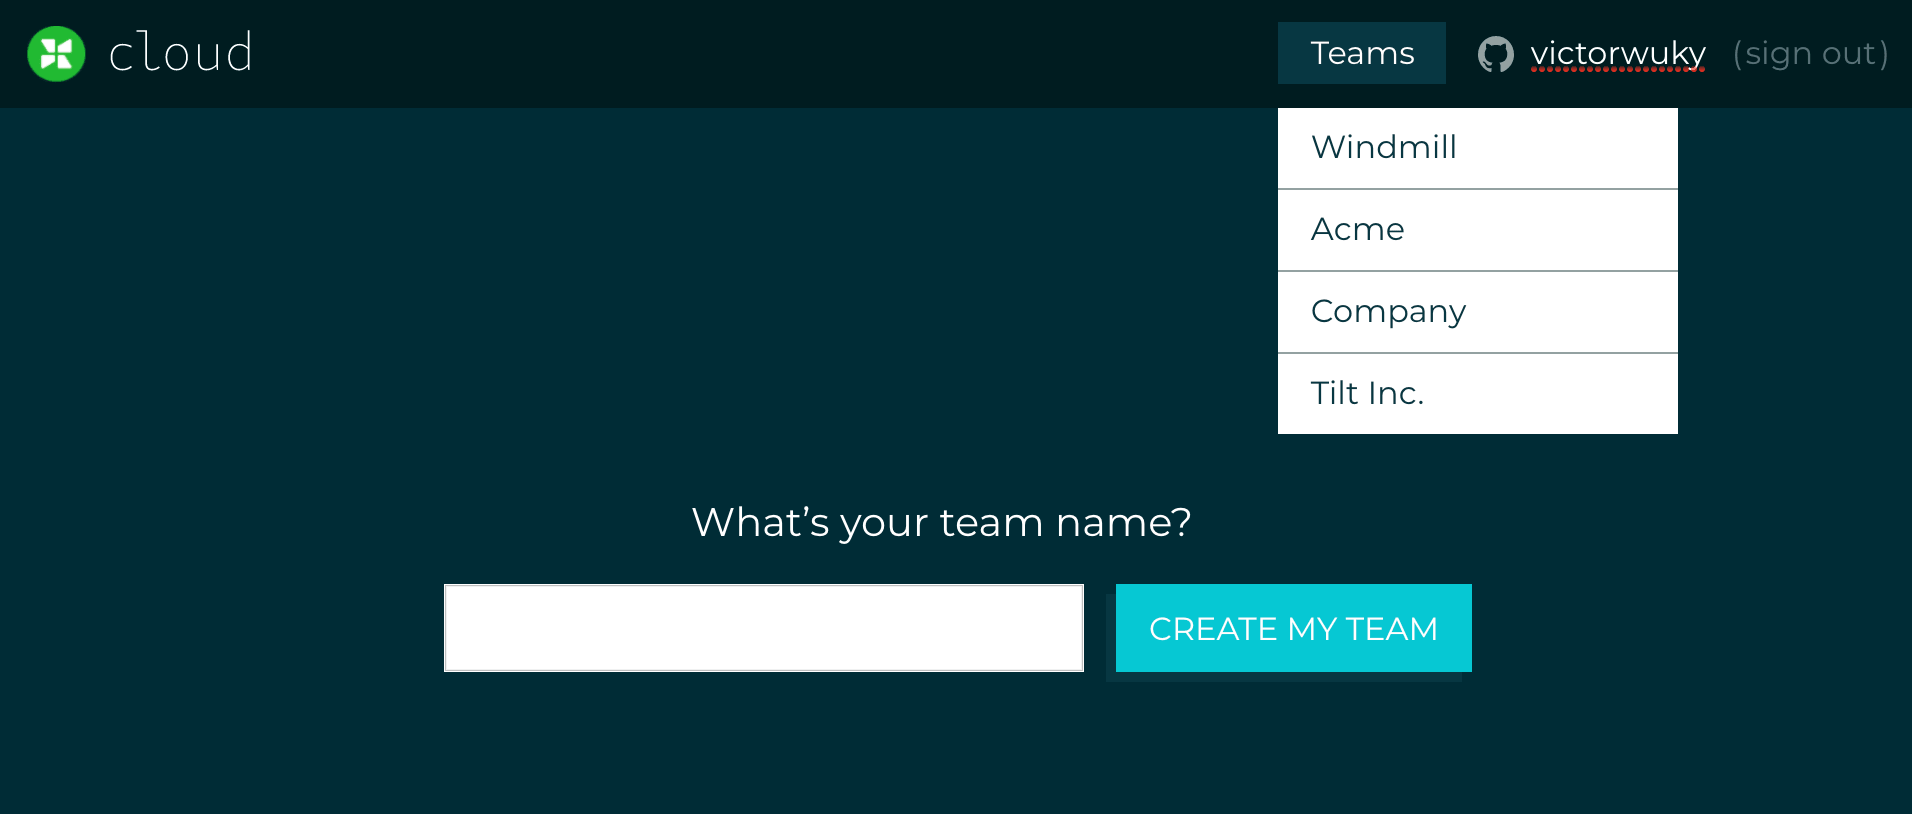 cloud
Teams
victorwuky (sign out)
Windmill
Acme
Company
Tilt Inc.
What’s your team name?
CREATE MY TEAM